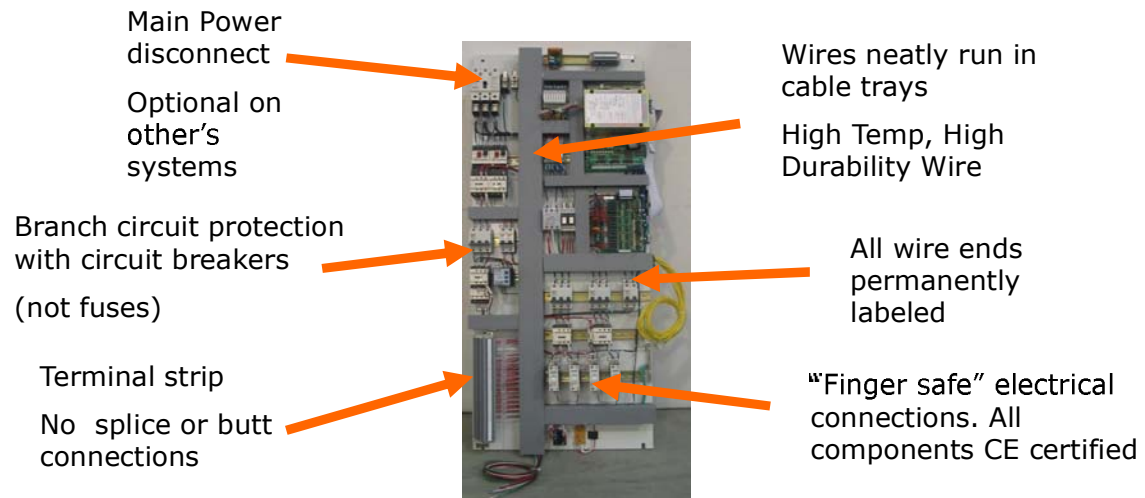 Main Power
disconnect
Optional on
other's
systems
Branch circuit protection
with circuit breakers
(not fuses)
Terminal strip
No splice or butt
connections
Wires neatly run in
cable trays
High Temp, High
Durability Wire
All wire ends
permanently
labeled
“Finger safe” electrical
connections. All
components CE certified